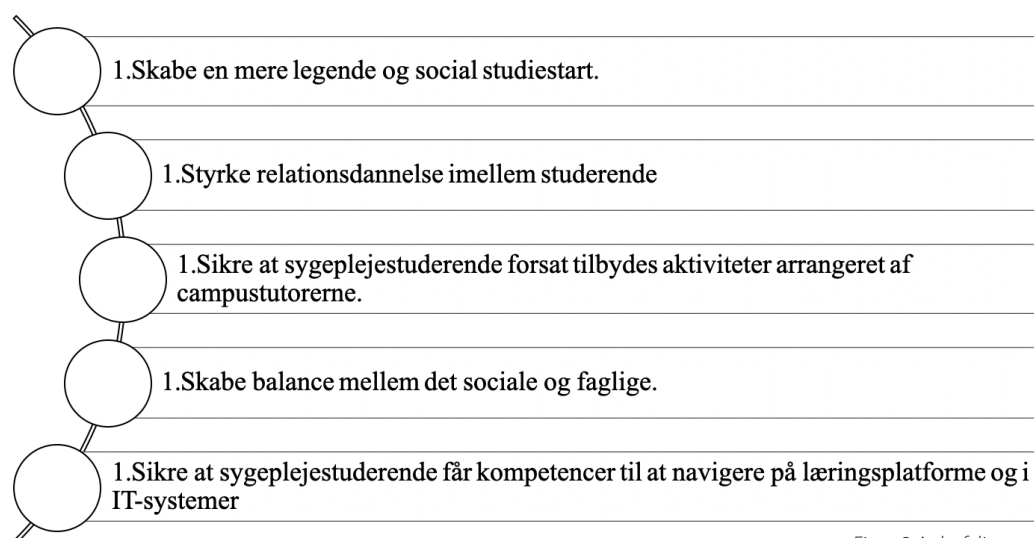 1.Skabe en mere legende og social studiestart.
1.Styrke relationsdannelse imellem studerende
1.Sikre at sygeplejestuderende forsat tilbydes aktiviteter arrangeret af
campustutorerne.
1.Skabe balance mellem det sociale og faglige.
1.Sikre at sygeplejestuderende får kompetencer til at navigere på læringsplatforme og i
IT-systemer